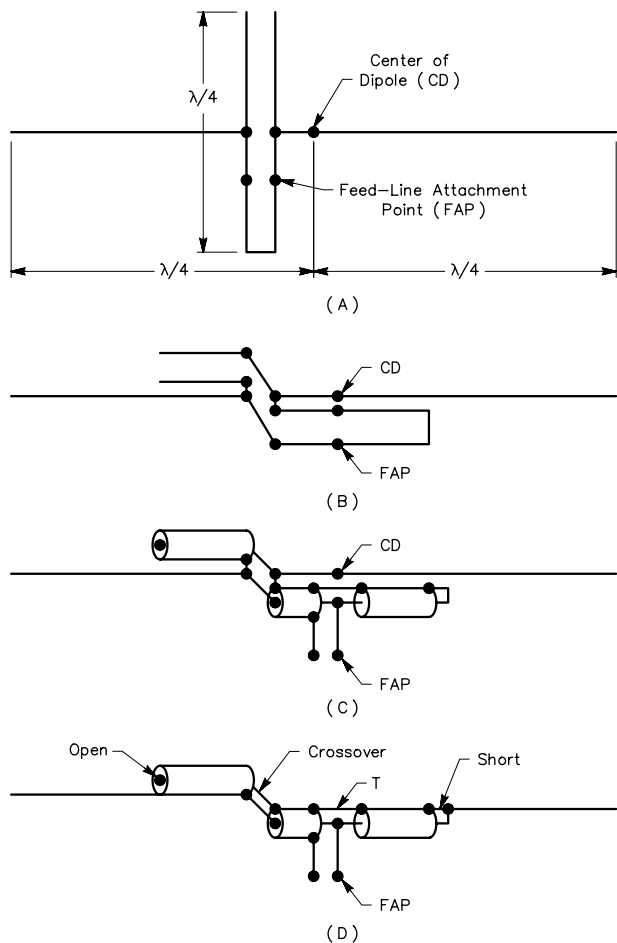 Center of
Dipole (CD)
λ/4
Feed-Line Attachment
Point (FAP)
λ/4
λ/4
(A)
CD
FAP
(B)
CD
FAP
(C)
Open
Crossover
T
Short
FAP
(D)